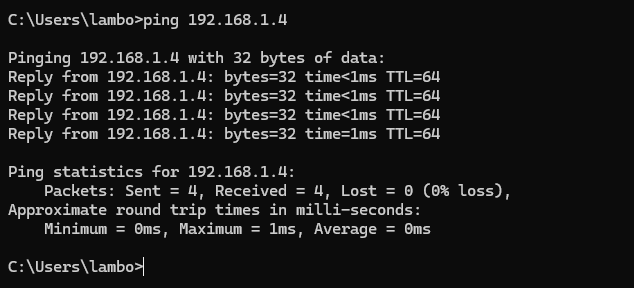 C:\Users\lambo>ping 192.168.1.4
Pinging 192.168.1.4 with 32 bytes of data:
Reply from 192.168.1.4: bytes=32 time<1ms TTL=64
Reply from 192.168.1.4: bytes=32 time<1ms TTL=64
Reply from 192.168.1.4: bytes=32 time<1ms TTL=64
Reply from 192.168.1.4: bytes=32 time=1ms TTL=64
Ping statistics for 192.168.1.4:
    Packets: Sent = 4, Received = 4, Lost = 0 (0% loss),
Approximate round trip times in milli-seconds:
    Minimum = 0ms, Maximum = 1ms, Average = 0ms
C:\Users\lambo>